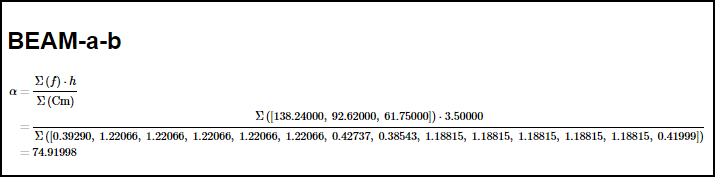 BEAM-a-b
α = Σ (f) · h / Σ (Cm)
= Σ ([138.24000, 92.62000, 61.75000]) · 3.50000 / Σ ([0.39290, 1.22066, 1.22066, 1.22066, 1.22066, 1.22066, 0.42737, 0.38543, 1.18815, 1.18815, 1.18815, 1.18815, 1.18815, 0.41999])
= 74.91998